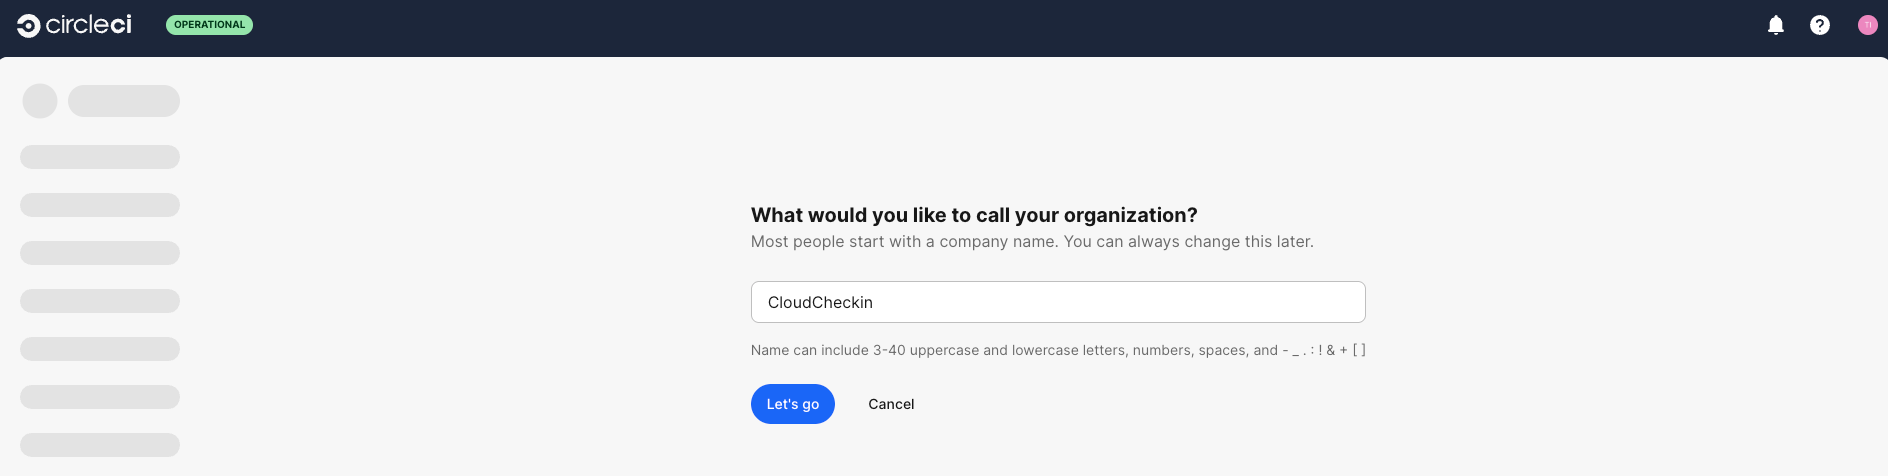 circleci OPERATIONAL TI
What would you like to call your organization?
Most people start with a company name. You can always change this later.
CloudCheckin
Name can include 3-40 uppercase and lowercase letters, numbers, spaces, and - _ . : ! & + [ ]
Let's go Cancel